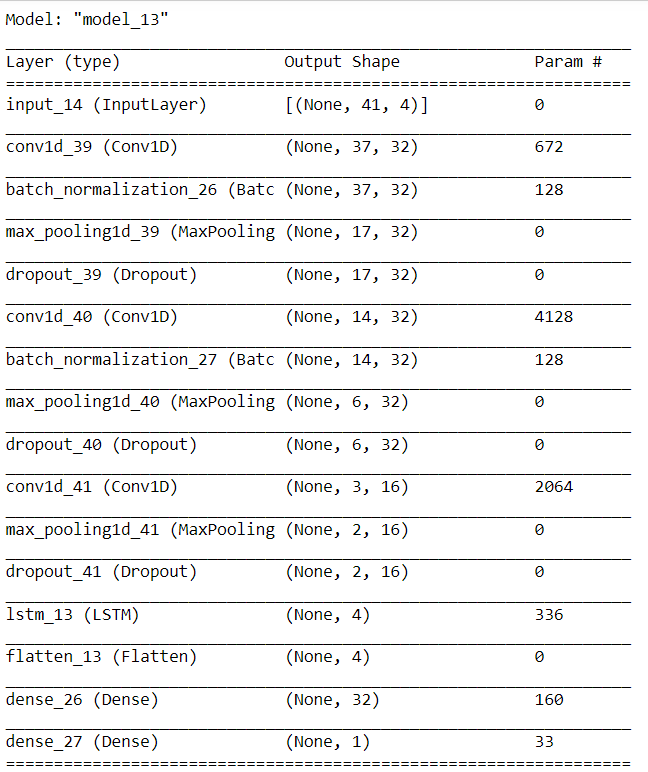 Model: "model_13"
_________________________________________________________________
Layer (type)                 Output Shape              Param #
=================================================================
input_14 (InputLayer)        [(None, 41, 4)]           0
_________________________________________________________________
conv1d_39 (Conv1D)           (None, 37, 32)            672
_________________________________________________________________
batch_normalization_26 (Batc (None, 37, 32)            128
_________________________________________________________________
max_pooling1d_39 (MaxPooling (None, 17, 32)            0
_________________________________________________________________
dropout_39 (Dropout)         (None, 17, 32)            0
_________________________________________________________________
conv1d_40 (Conv1D)           (None, 14, 32)            4128
_________________________________________________________________
batch_normalization_27 (Batc (None, 14, 32)            128
_________________________________________________________________
max_pooling1d_40 (MaxPooling (None, 6, 32)             0
_________________________________________________________________
dropout_40 (Dropout)         (None, 6, 32)             0
_________________________________________________________________
conv1d_41 (Conv1D)           (None, 3, 16)             2064
_________________________________________________________________
max_pooling1d_41 (MaxPooling (None, 2, 16)             0
_________________________________________________________________
dropout_41 (Dropout)         (None, 2, 16)             0
_________________________________________________________________
lstm_13 (LSTM)               (None, 4)                 336
_________________________________________________________________
flatten_13 (Flatten)         (None, 4)                 0
_________________________________________________________________
dense_26 (Dense)             (None, 32)                160
_________________________________________________________________
dense_27 (Dense)             (None, 1)                 33
=================================================================